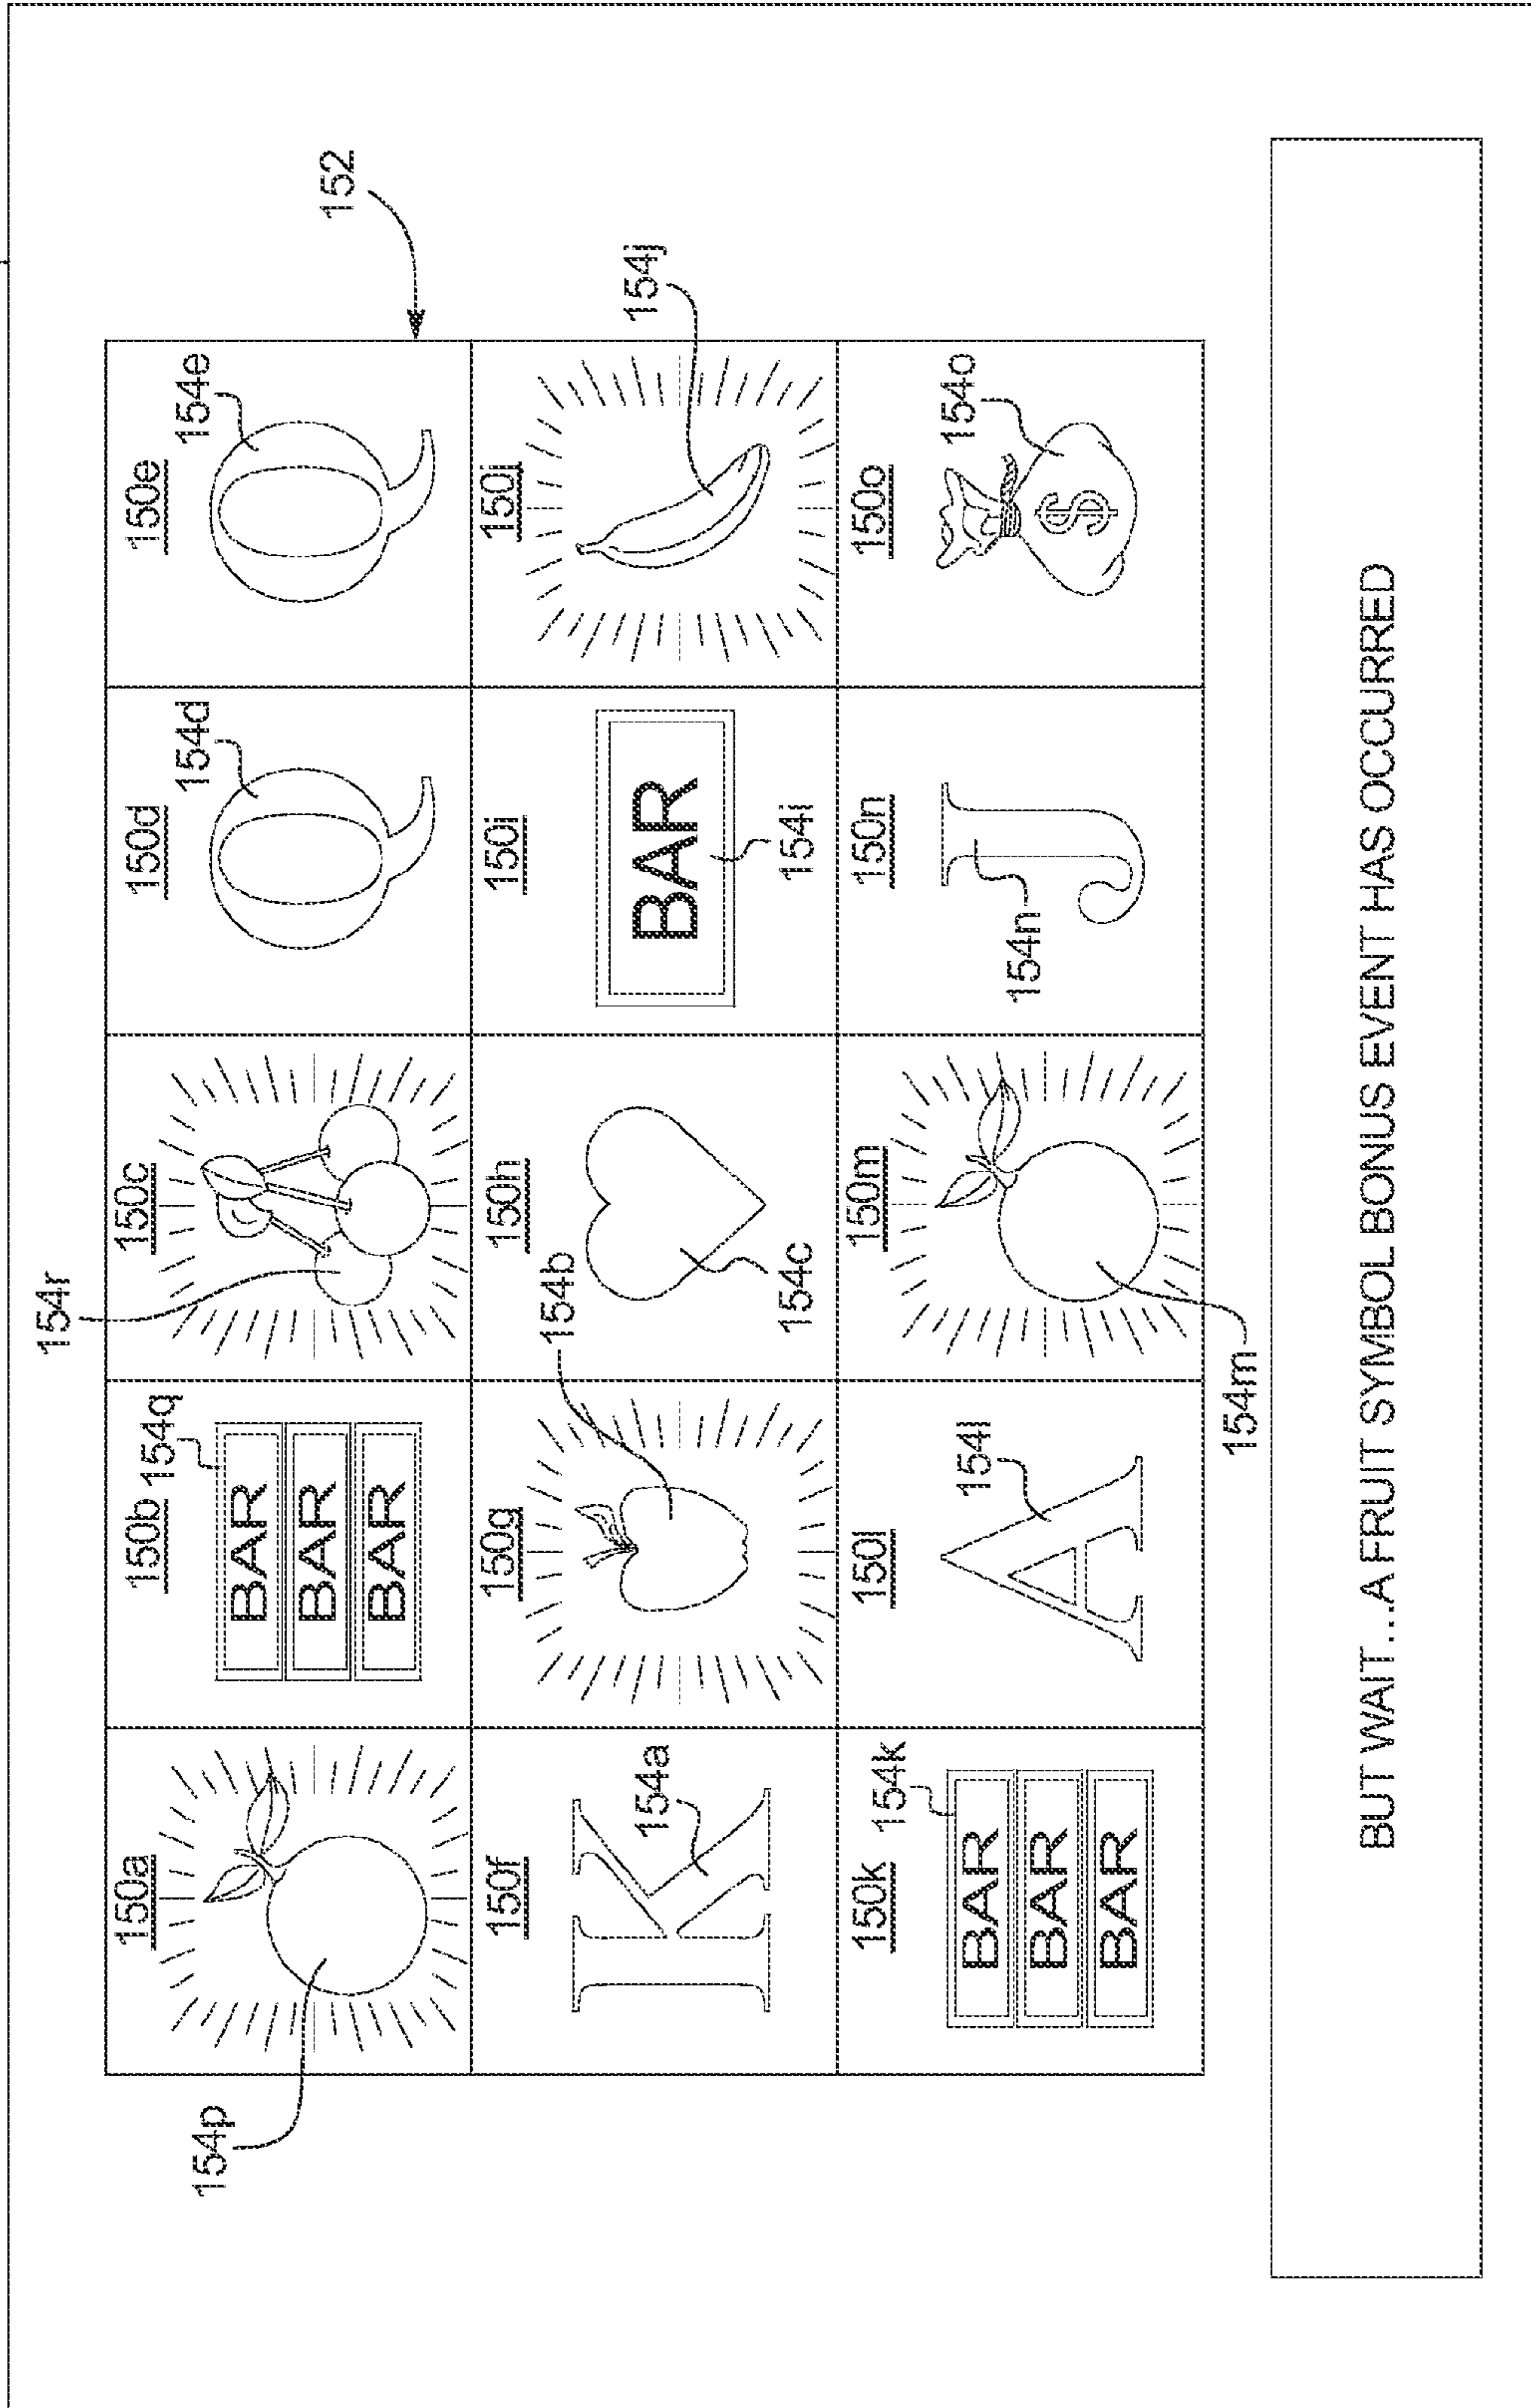 152
154r
150a
154p
150b
154q
BAR
BAR
BAR
150c
150d
154d
Q
150e
154e
Q
150f
K
154a
150g
154b
150h
154c
150i
BAR
154i
150j
154j
150k
154k
BAR
BAR
BAR
150l
A
154l
150m
154m
150n
J
154n
150o
154o
$
BUT WAIT...A FRUIT SYMBOL BONUS EVENT HAS OCCURRED